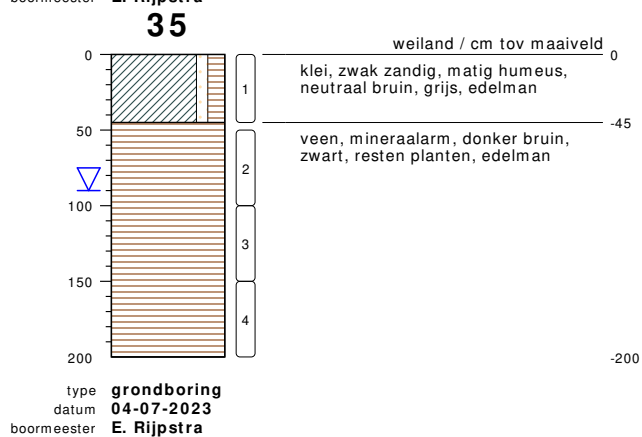 35
weiland / cm tov maaiveld
0
0
klei, zwak zandig, matig humeus,
neutraal bruin, grijs, edelman
1
-45
50
veen, mineraalarm, donker bruin,
zwart, resten planten, edelman
2
100
3
150
4
200
-200
type grondboring
datum 04-07-2023
boormeester E. Rijpstra